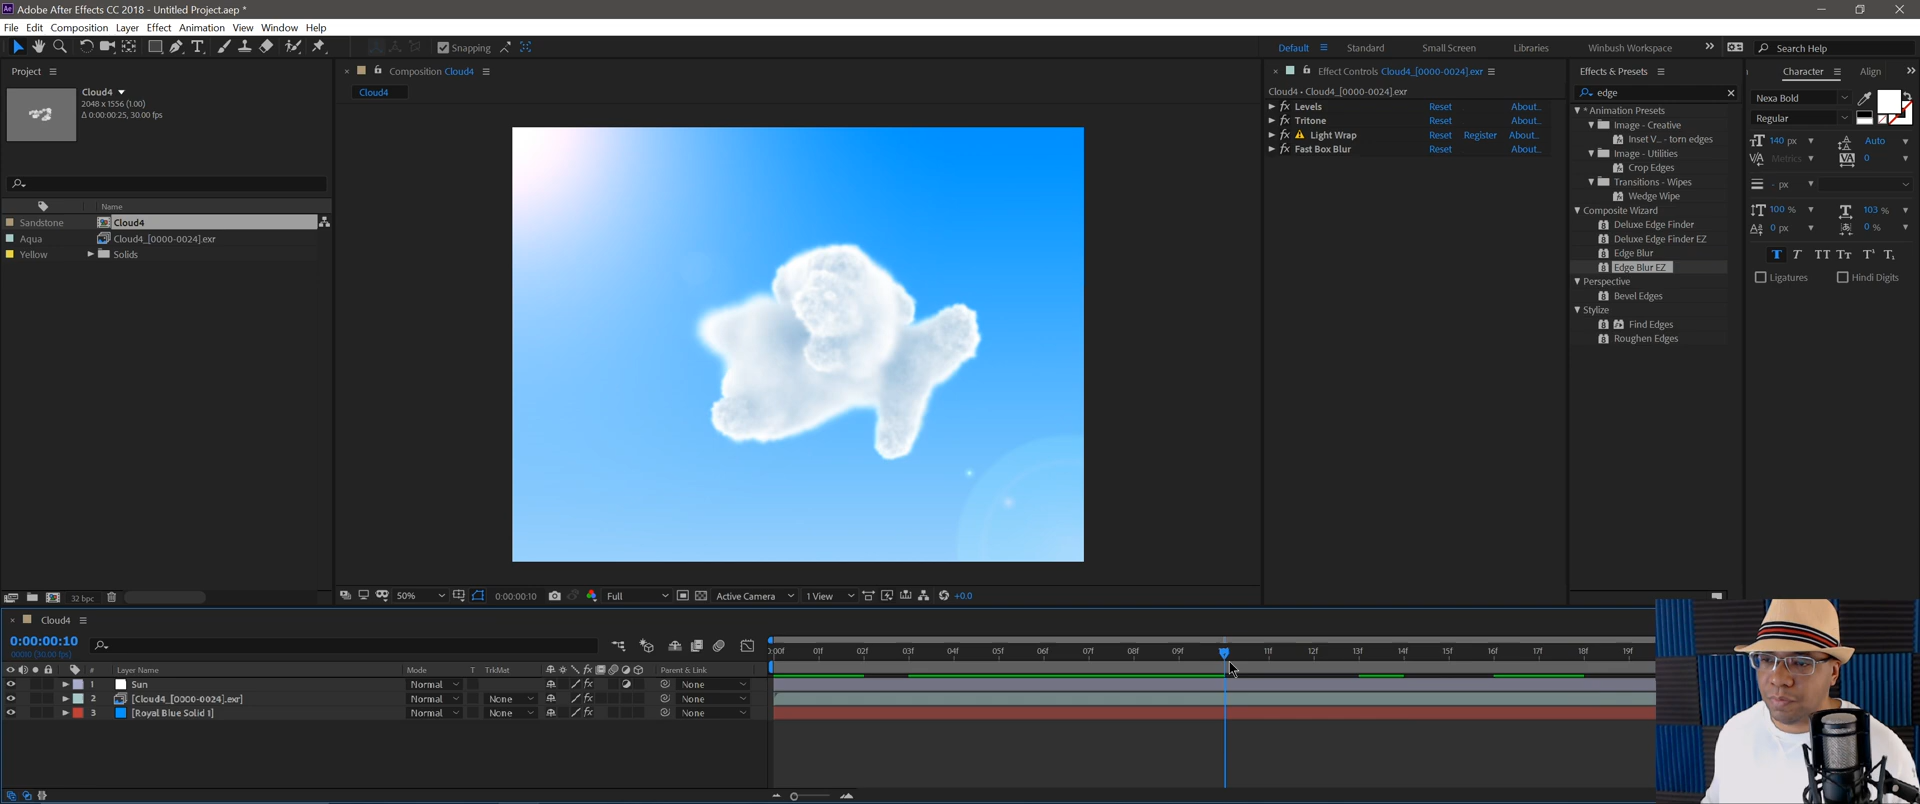 Adobe After Effects CC 2018 - Untitled Project.aep *
File Edit Composition Layer Effect Animation View Window Help
Snapping
Default Standard Small Screen Libraries Winbush Workspace Search Help
Project
Composition Cloud4
Effect Controls Cloud4_[0000-0024].exr
Effects & Presets
Character Align
Cloud4
2048 x 1556 (1.00)
Δ 0:00:00:25, 30.00 fps
Cloud4
Cloud4 • Cloud4_[0000-0024].exr
Levels Reset About...
Tritone Reset About...
Light Wrap Reset Register About...
Fast Box Blur Reset About...
edge
* Animation Presets
Image - Creative
Inset V... - torn edges
Image - Utilities
Crop Edges
Transitions - Wipes
Wedge Wipe
Composite Wizard
Deluxe Edge Finder
Deluxe Edge Finder EZ
Edge Blur
Edge Blur EZ
Perspective
Bevel Edges
Stylize
Find Edges
Roughen Edges
Nexa Bold
Regular
140 px Auto
Metrics 0
- px
100 % 103 %
0 px 0 %
Ligatures Hindi Digits
Name
Sandstone Cloud4
Aqua Cloud4_[0000-0024].exr
Yellow Solids
32 bpc
50% 0:00:00:10 Full Active Camera 1 View +0.0
Cloud4
0:00:00:10
00010 (30.00 fps)
# Layer Name Mode T TrkMat Parent & Link
01f 02f 03f 04f 05f 06f 07f 08f 09f 11f 12f 13f 14f 15f 16f 17f 18f 19f
1 Sun Normal None
2 [Cloud4_[0000-0024].exr] Normal None None
3 [Royal Blue Solid 1] Normal None None